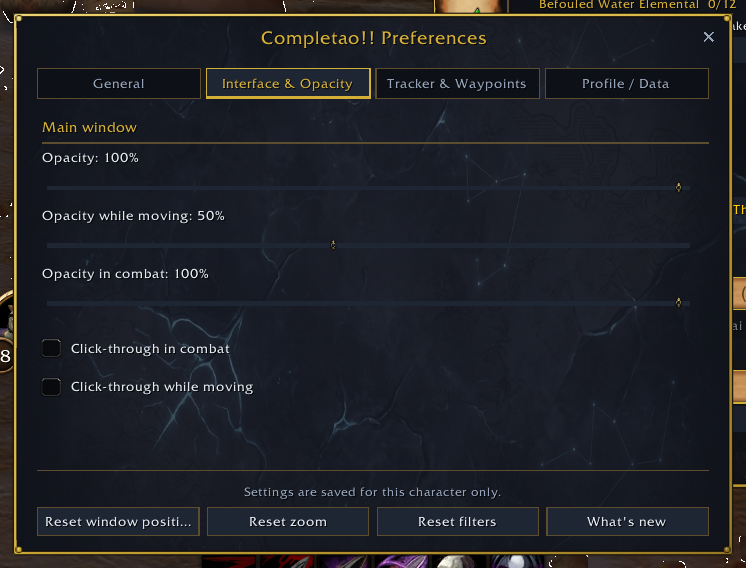 Befouled Water Elemental 0/12
Completao!! Preferences
General
Interface & Opacity
Tracker & Waypoints
Profile / Data
Main window
Opacity: 100%
Opacity while moving: 50%
Opacity in combat: 100%
Click-through in combat
8
Click-through while moving
Settings are saved for this character only.
Reset window positi...
Reset zoom
Reset filters
What's new